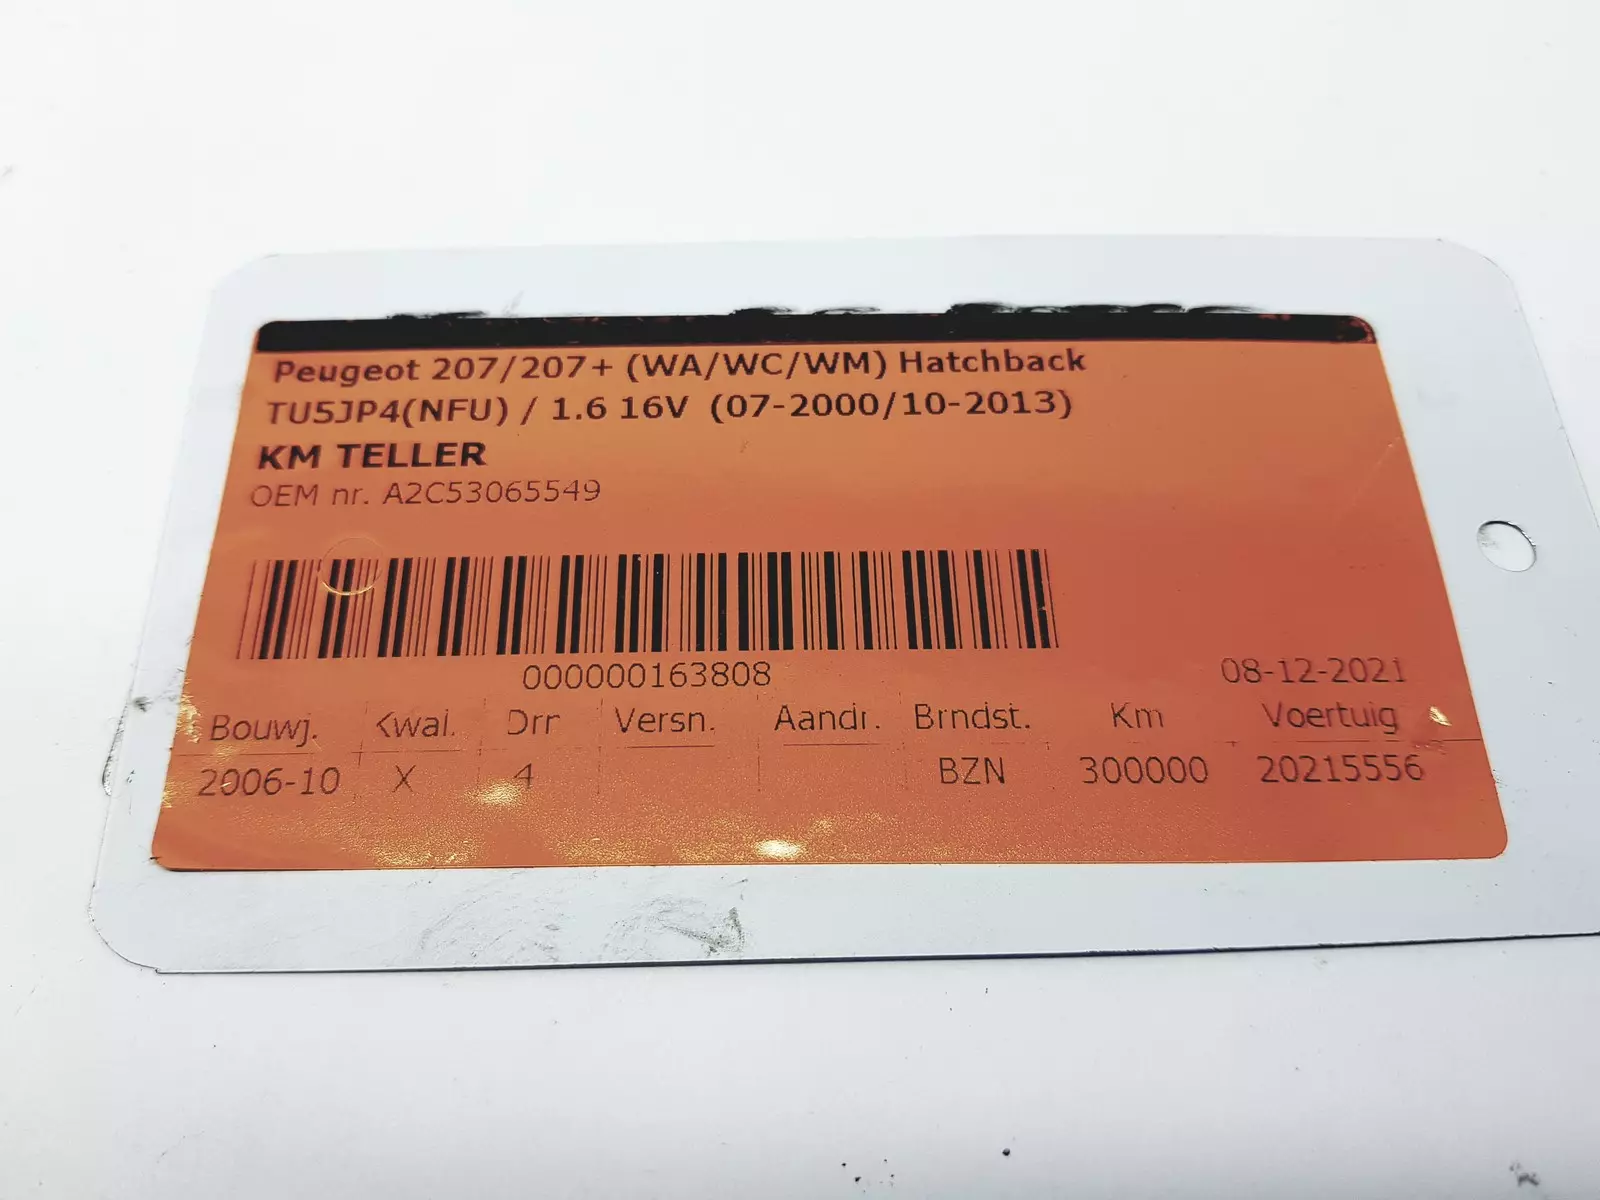 Peugeot 207/207+ (WA/WC/WM) Hatchback
TU5JP4(NFU) / 1.6 16V (07-2000/10-2013)
KM TELLER
OEM nr. A2C53065549
000000163808
08-12-2021
Bouwj. Kwal. Drr Versn. Aandr. Brndst. Km Voertuig
2006-10 X 4 BZN 300000 20215556